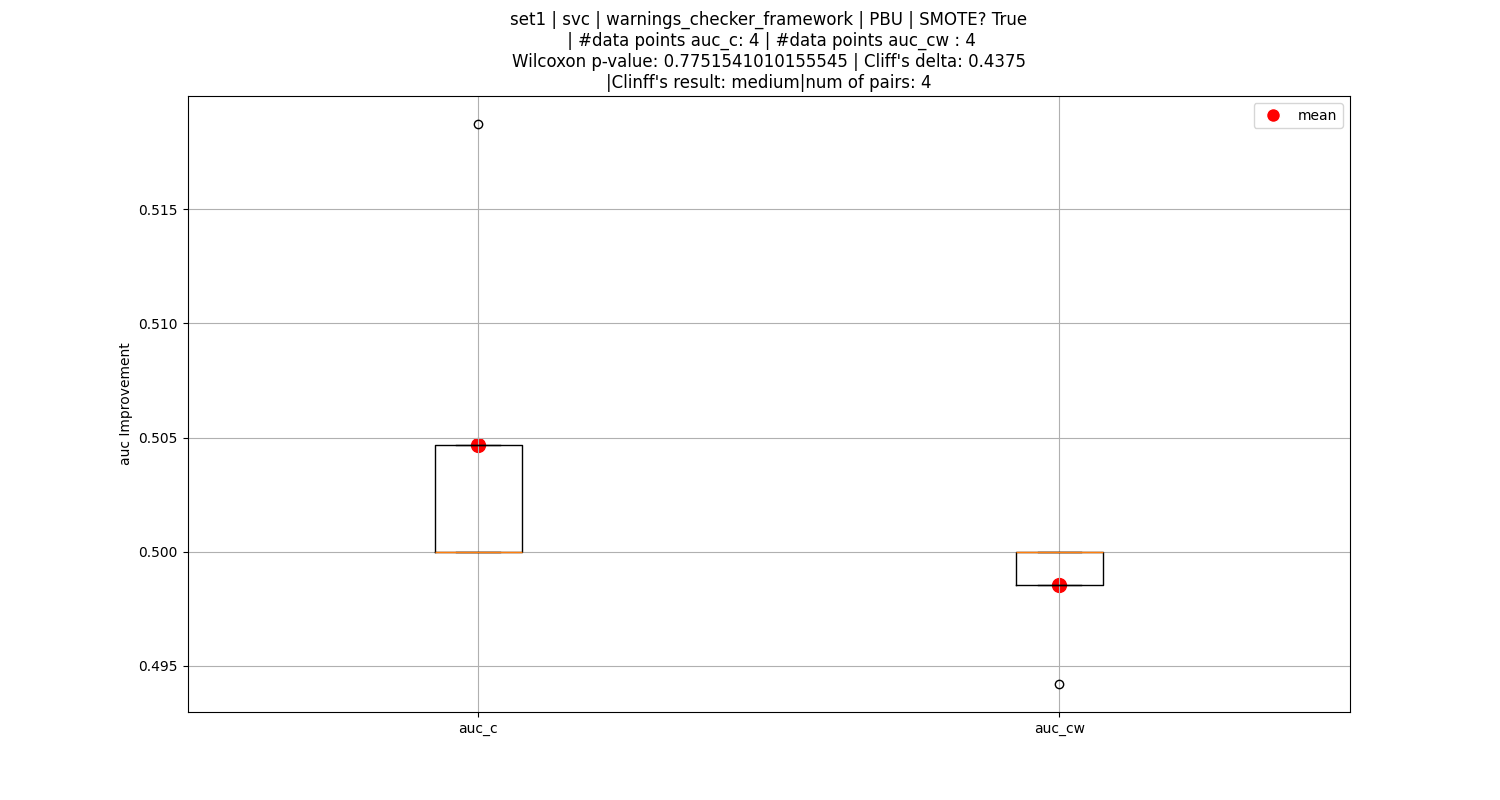 set1 | svc | warnings_checker_framework | PBU | SMOTE? True
| #data points auc_c: 4 | #data points auc_cw : 4
Wilcoxon p-value: 0.7751541010155545 | Cliff's delta: 0.4375
|Clinff's result: medium|num of pairs: 4
mean
0.515
0.510
0.505
0.500
0.495
auc Improvement
auc_c
auc_cw